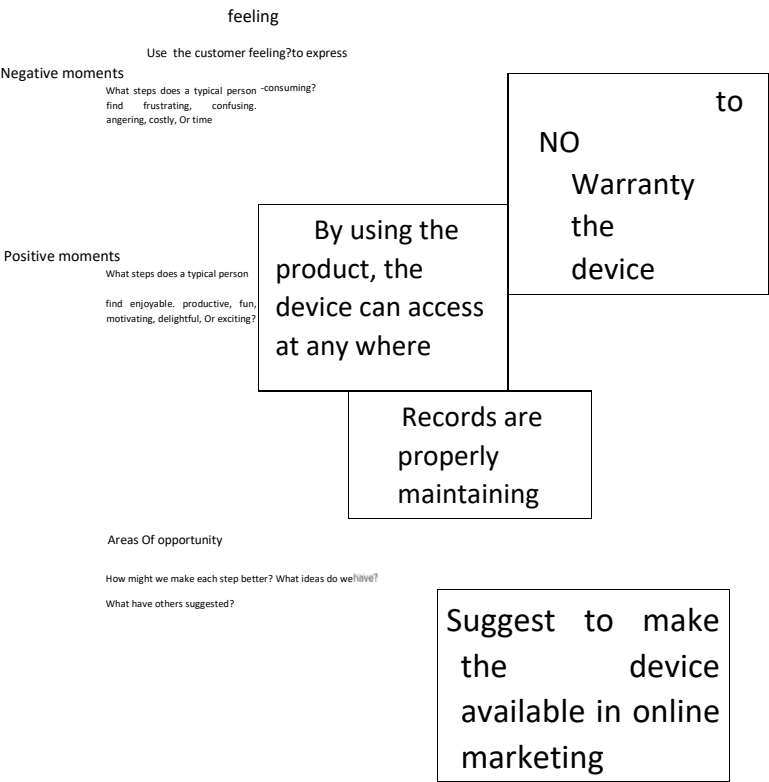 feeling
Use the customer feeling?to express
Negative moments
What steps does a typical person -consuming?
find frustrating, confusing.
angering, costly, Or time
to
NO
Warranty
the
device
By using the
product, the
device can access
at any where
Positive moments
What steps does a typical person
find enjoyable. productive, fun,
motivating, delightful, Or exciting?
Records are
properly
maintaining
Areas Of opportunity
How might we make each step better? What ideas do we have?
What have others suggested?
Suggest to make
the device
available in online
marketing